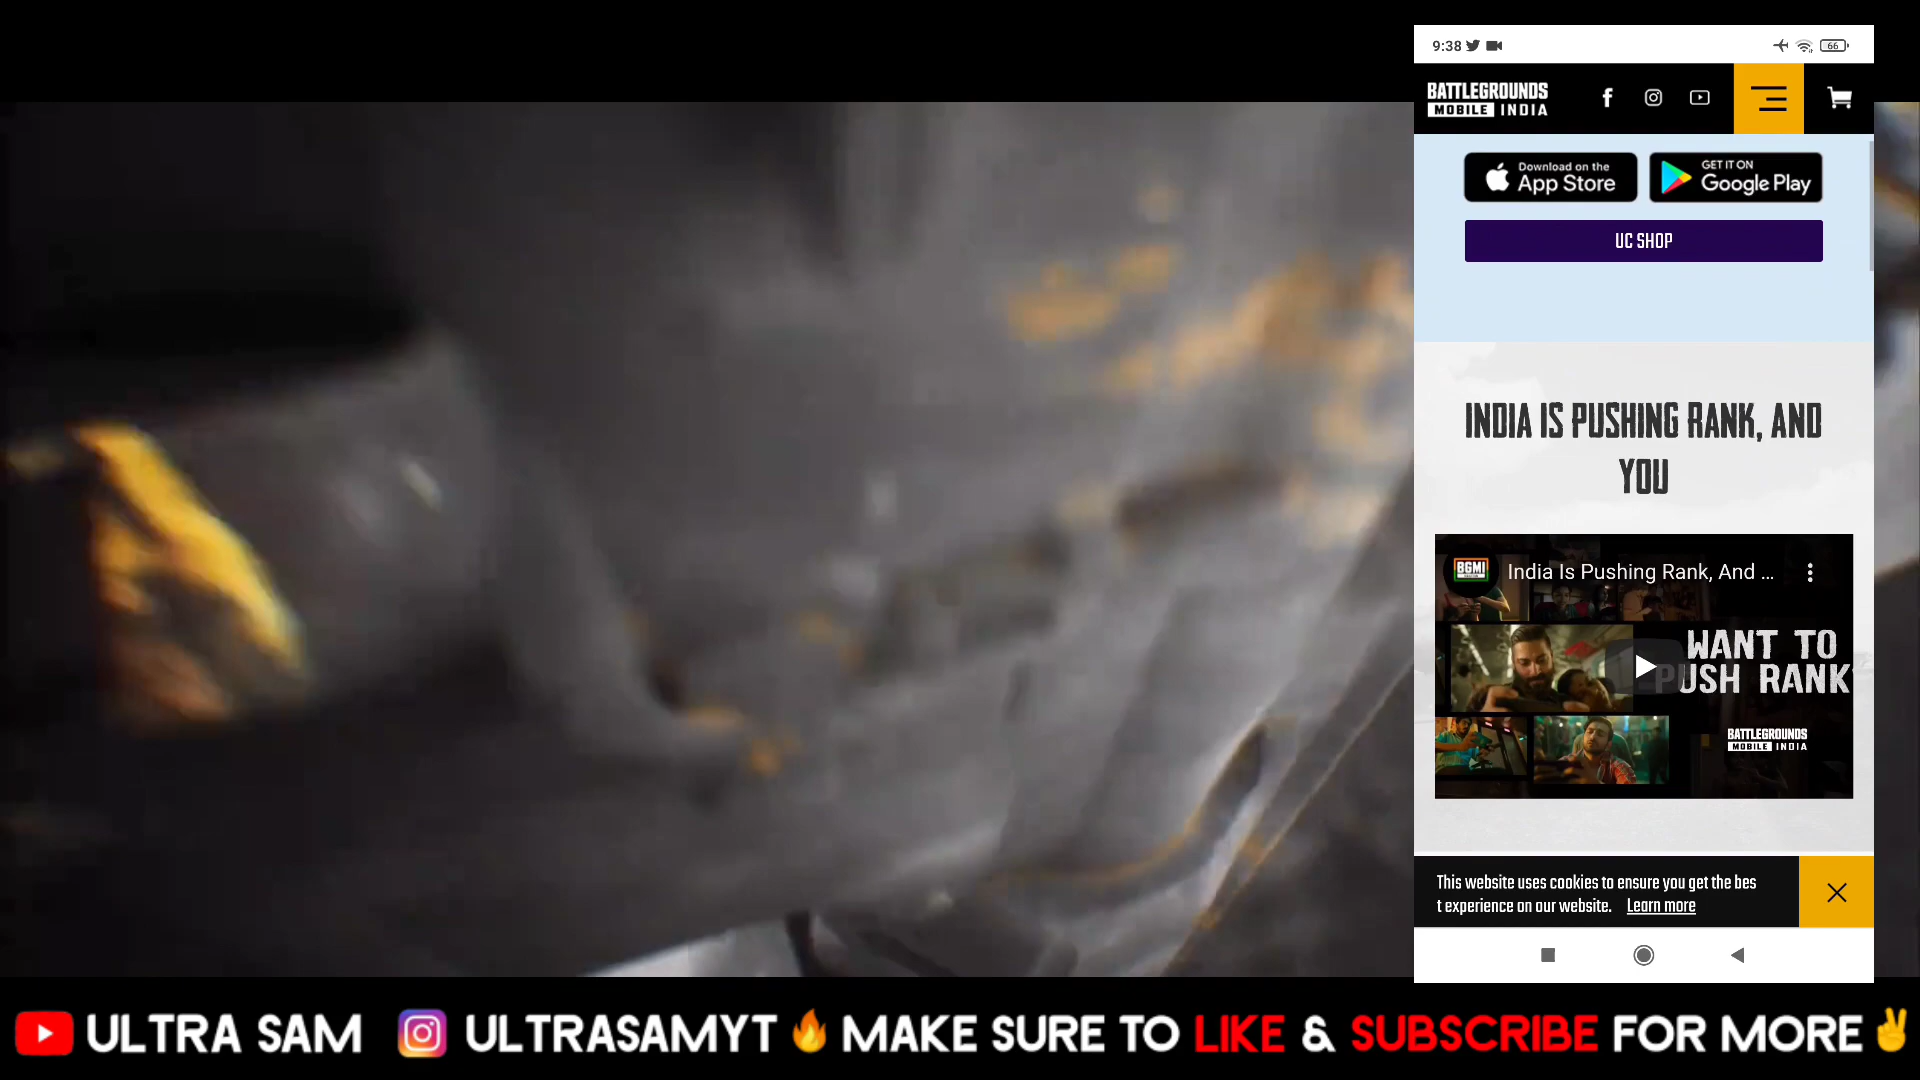 9:38
66
BATTLEGROUNDS
MOBILE INDIA
Download on the
App Store
GET IT ON
Google Play
UC SHOP
INDIA IS PUSHING RANK, AND
YOU
BGMI
India Is Pushing Rank, And ...
WANT TO
PUSH RANK
BATTLEGROUNDS
MOBILE INDIA
This website uses cookies to ensure you get the bes
t experience on our website. Learn more
ULTRA SAM ULTRASAMYT MAKE SURE TO LIKE & SUBSCRIBE FOR MORE